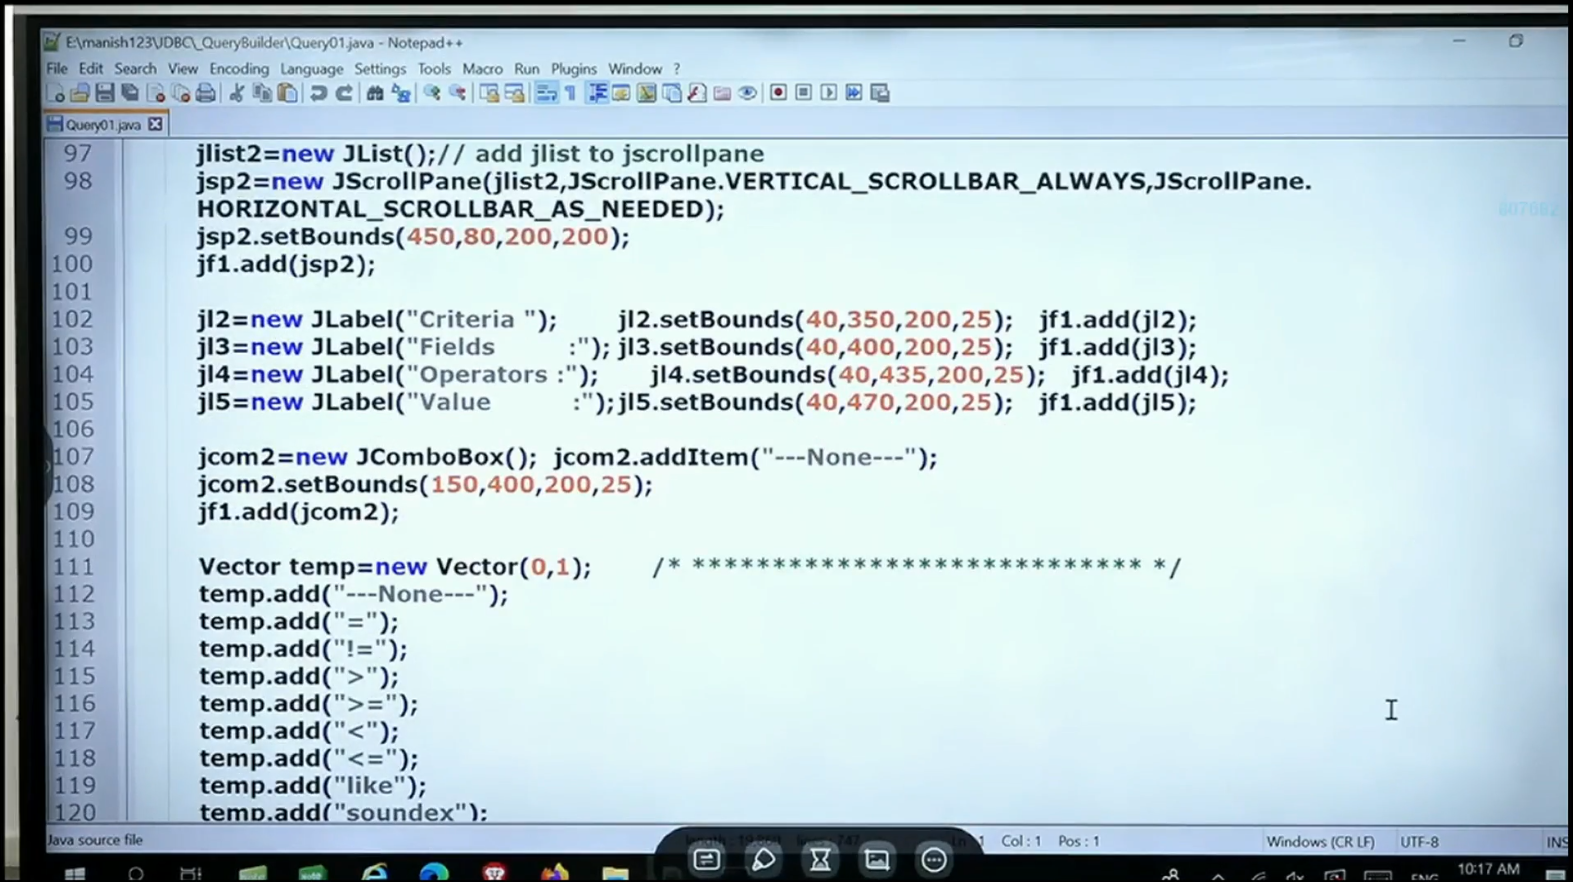 E:\manish123\JDBC\_QueryBuilder\Query01.java - Notepad++
File Edit Search View Encoding Language Settings Tools Macro Run Plugins Window ?
Query01.java
97 jlist2=new JList();// add jlist to jscrollpane
98 jsp2=new JScrollPane(jlist2,JScrollPane.VERTICAL_SCROLLBAR_ALWAYS,JScrollPane.
HORIZONTAL_SCROLLBAR_AS_NEEDED);
99 jsp2.setBounds(450,80,200,200);
100 jf1.add(jsp2);
101
102 jl2=new JLabel("Criteria "); jl2.setBounds(40,350,200,25); jf1.add(jl2);
103 jl3=new JLabel("Fields :"); jl3.setBounds(40,400,200,25); jf1.add(jl3);
104 jl4=new JLabel("Operators :"); jl4.setBounds(40,435,200,25); jf1.add(jl4);
105 jl5=new JLabel("Value :"); jl5.setBounds(40,470,200,25); jf1.add(jl5);
106
107 jcom2=new JComboBox(); jcom2.addItem("---None---");
108 jcom2.setBounds(150,400,200,25);
109 jf1.add(jcom2);
110
111 Vector temp=new Vector(0,1); /* **************************** */
112 temp.add("---None---");
113 temp.add("=");
114 temp.add("!=");
115 temp.add(">");
116 temp.add(">=");
117 temp.add("<");
118 temp.add("<=");
119 temp.add("like");
120 temp.add("soundex");
Java source file Col : 1 Pos : 1 Windows (CR LF) UTF-8 INS
ENG 10:17 AM